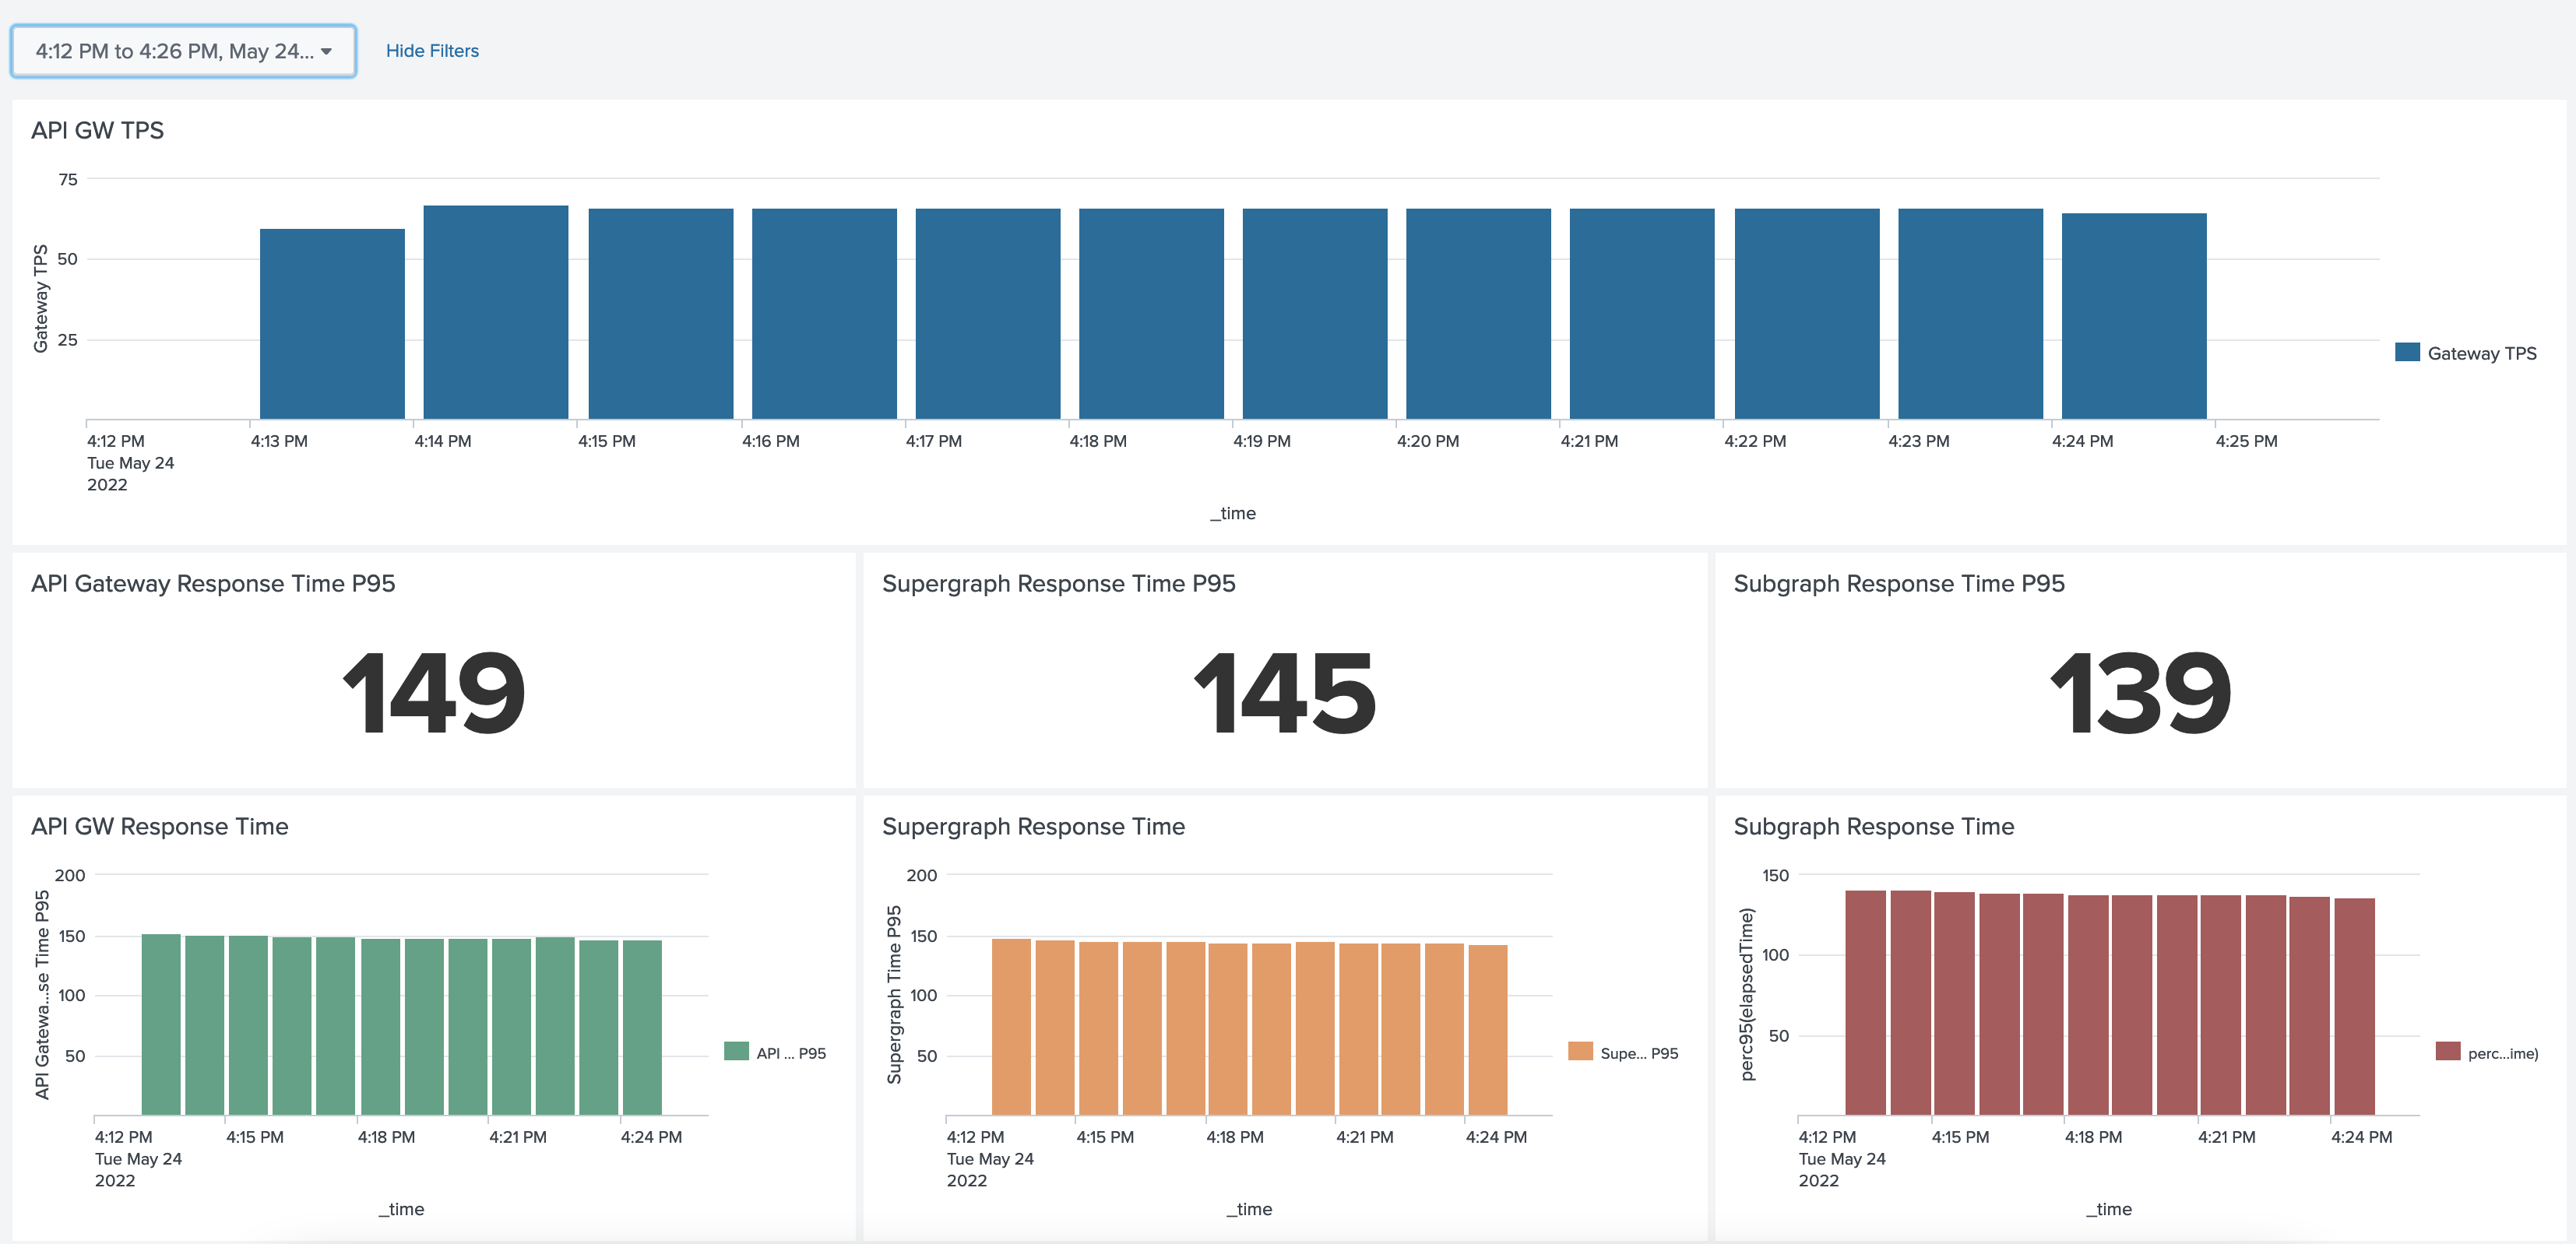 4:12 PM to 4:26 PM, May 24...
Hide Filters
API GW TPS
Gateway TPS
75
50
25
4:12 PM
Tue May 24
2022
4:13 PM
4:14 PM
4:15 PM
4:16 PM
4:17 PM
4:18 PM
4:19 PM
4:20 PM
4:21 PM
4:22 PM
4:23 PM
4:24 PM
4:25 PM
_time
Gateway TPS
API Gateway Response Time P95
149
Supergraph Response Time P95
145
Subgraph Response Time P95
139
API GW Response Time
API Gatewa...se Time P95
200
150
100
50
4:12 PM
Tue May 24
2022
4:15 PM
4:18 PM
4:21 PM
4:24 PM
_time
API ... P95
Supergraph Response Time
Supergraph Time P95
200
150
100
50
4:12 PM
Tue May 24
2022
4:15 PM
4:18 PM
4:21 PM
4:24 PM
_time
Supe... P95
Subgraph Response Time
perc95(elapsedTime)
150
100
50
4:12 PM
Tue May 24
2022
4:15 PM
4:18 PM
4:21 PM
4:24 PM
_time
perc...ime)